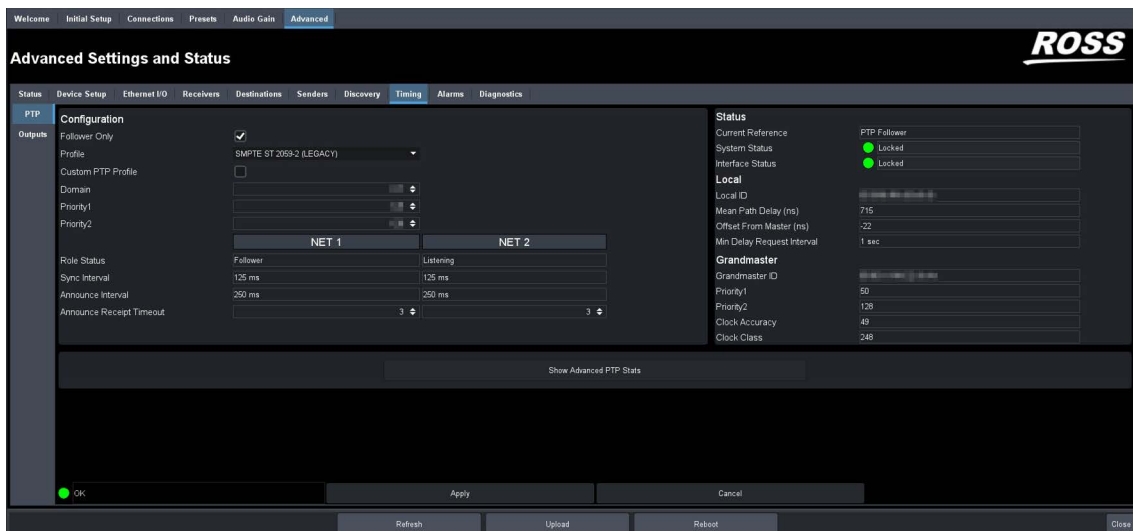 Welcome Initial Setup Connections Presets Audio Gain Advanced
Advanced Settings and Status
ROSS
Status Device Setup Ethernet I/O Receivers Destinations Senders Discovery Timing Alarms Diagnostics
PTP
Outputs
Configuration
Follower Only
Profile SMPTE ST 2059-2 (LEGACY)
Custom PTP Profile
Domain
Priority1
Priority2
NET 1 NET 2
Role Status Follower Listening
Sync Interval 125 ms 125 ms
Announce Interval 250 ms 250 ms
Announce Receipt Timeout 3 3
Status
Current Reference PTP Follower
System Status Locked
Interface Status Locked
Local
Local ID
Mean Path Delay (ns) 715
Offset From Master (ns) -22
Min Delay Request Interval 1 sec
Grandmaster
Grandmaster ID
Priority1 50
Priority2 128
Clock Accuracy 49
Clock Class 248
Show Advanced PTP Stats
OK Apply Cancel
Refresh Upload Reboot Close